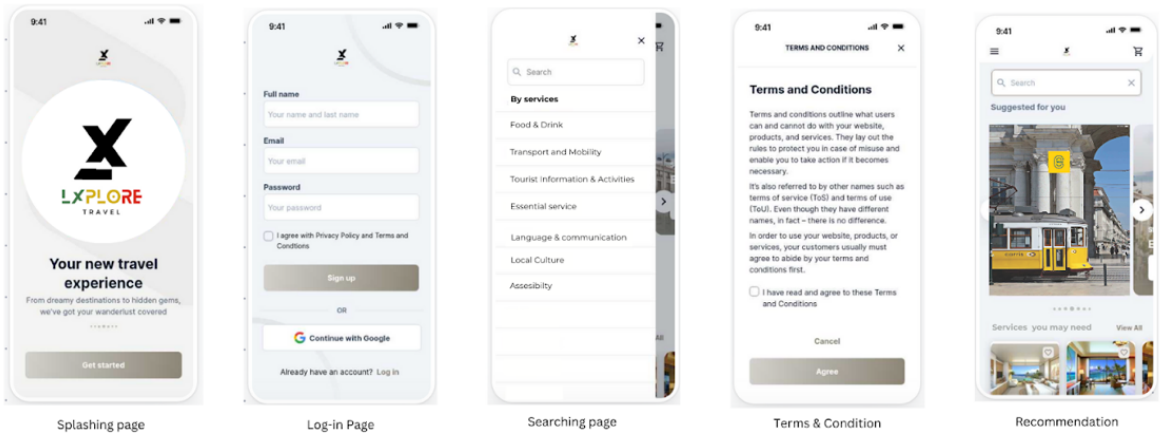 9:41
LXPLORE
LXPLORE
TRAVEL
Your new travel
experience
From dreamy destinations to hidden gems,
we've got your wanderlust covered
Get started
Splashing page
9:41
LXPLORE
Full name
Your name and last name
Email
Your email
Password
Your password
I agree with Privacy Policy and Terms and
Condtions
Sign up
OR
Continue with Google
Already have an account? Log in
Log-in Page
Search
By services
Food & Drink
Transport and Mobility
Tourist Information & Activities
Essential service
Language & communication
Local Culture
Assesibilty
All
Searching page
9:41
TERMS AND CONDITIONS
Terms and Conditions
Terms and conditions outline what users
can and cannot do with your website,
products, and services. They lay out the
rules to protect you in case of misuse and
enable you to take action if it becomes
necessary.
It's also referred to by other names such as
terms of service (ToS) and terms of use
(ToU). Even though they have different
names, in fact – there is no difference.
In order to use your website, products, or
services, your customers usually must
agree to abide by your terms and
conditions first.
I have read and agree to these Terms
and Conditions
Cancel
Agree
Terms & Condition
9:41
Search
Suggested for you
Services you may need
View All
Recommendation